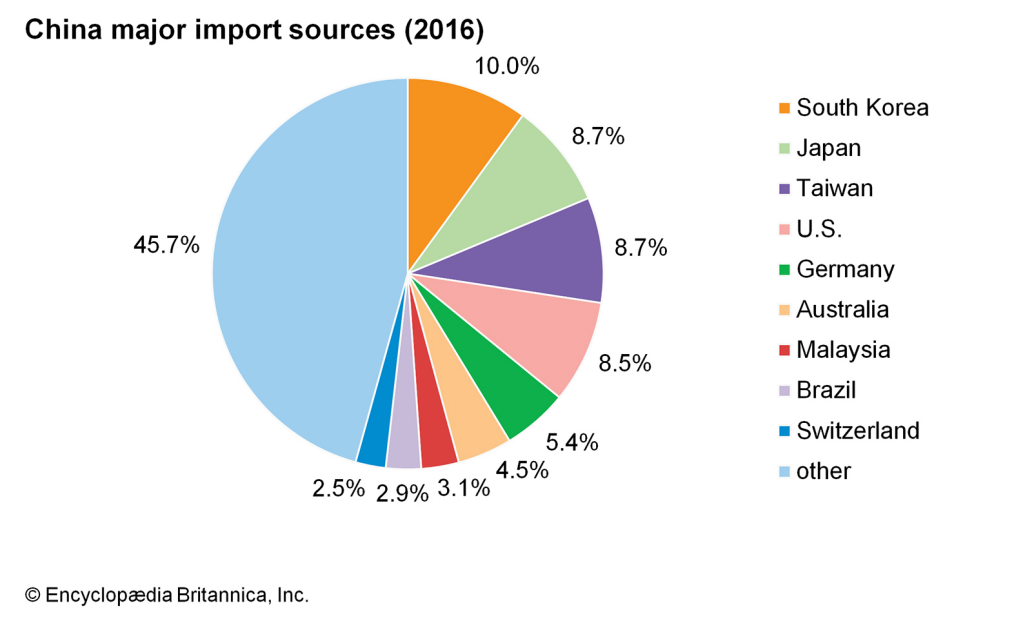 China major import sources (2016)
10.0%
8.7%
8.7%
8.5%
5.4%
4.5%
3.1%
2.9%
2.5%
45.7%
South Korea
Japan
Taiwan
U.S.
Germany
Australia
Malaysia
Brazil
Switzerland
other
© Encyclopædia Britannica, Inc.